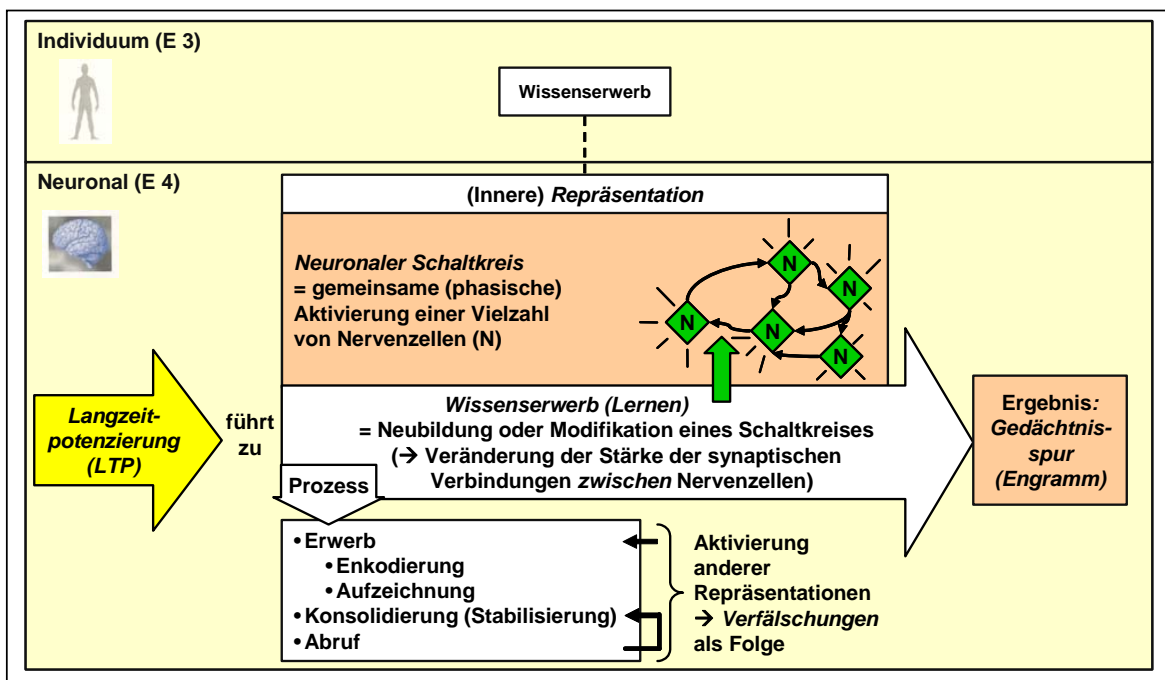 Individuum (E 3)
Wissenserwerb
Neuronal (E 4)
(Innere) Repräsentation
Neuronaler Schaltkreis
= gemeinsame (phasische)
Aktivierung einer Vielzahl
von Nervenzellen (N)
N
N
N
N
N
Langzeit-
potenzierung
(LTP)
führt
zu
Wissenserwerb (Lernen)
= Neubildung oder Modifikation eines Schaltkreises
(→ Veränderung der Stärke der synaptischen
Verbindungen zwischen Nervenzellen)
Ergebnis:
Gedächtnis-
spur
(Engramm)
Prozess
•Erwerb
•Enkodierung
•Aufzeichnung
•Konsolidierung (Stabilisierung)
•Abruf
Aktivierung
anderer
Repräsentationen
→ Verfälschungen
als Folge